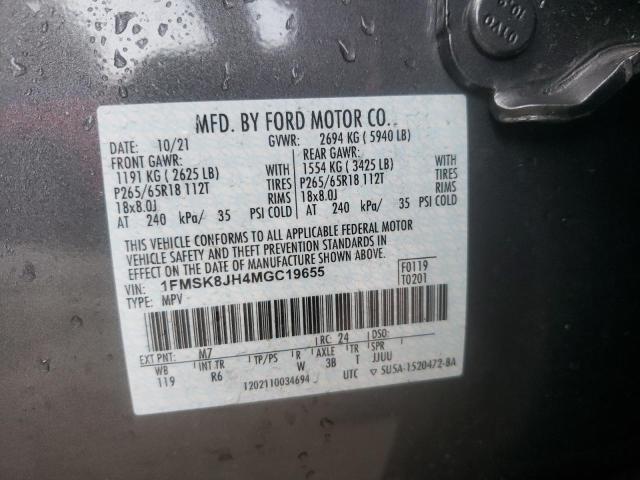 10.9
OVAO
MFD. BY FORD MOTOR CO.
DATE: 10/21 GVWR: 2694 KG ( 5940 LB)
FRONT GAWR: REAR GAWR:
1191 KG ( 2625 LB) WITH 1554 KG ( 3425 LB) WITH
P265/65R18 112T TIRES P265/65R18 112T TIRES
18x8.0J RIMS 18x8.0J RIMS
AT 240 kPa/ 35 PSI COLD AT 240 kPa/ 35 PSI COLD
THIS VEHICLE CONFORMS TO ALL APPLICABLE FEDERAL MOTOR
VEHICLE SAFETY AND THEFT PREVENTION STANDARDS IN
EFFECT ON THE DATE OF MANUFACTURE SHOWN ABOVE.
VIN: 1FMSK8JH4MGC19655 F0119
TYPE: MPV T0201
EXT PNT: M7 RC: 24 DSO:
WB INT TR TP/PS R AXLE TR SPR
119 R6 W 3B T JJUU
1202110034694 UTC ▽ 5U5A-1520472-BA